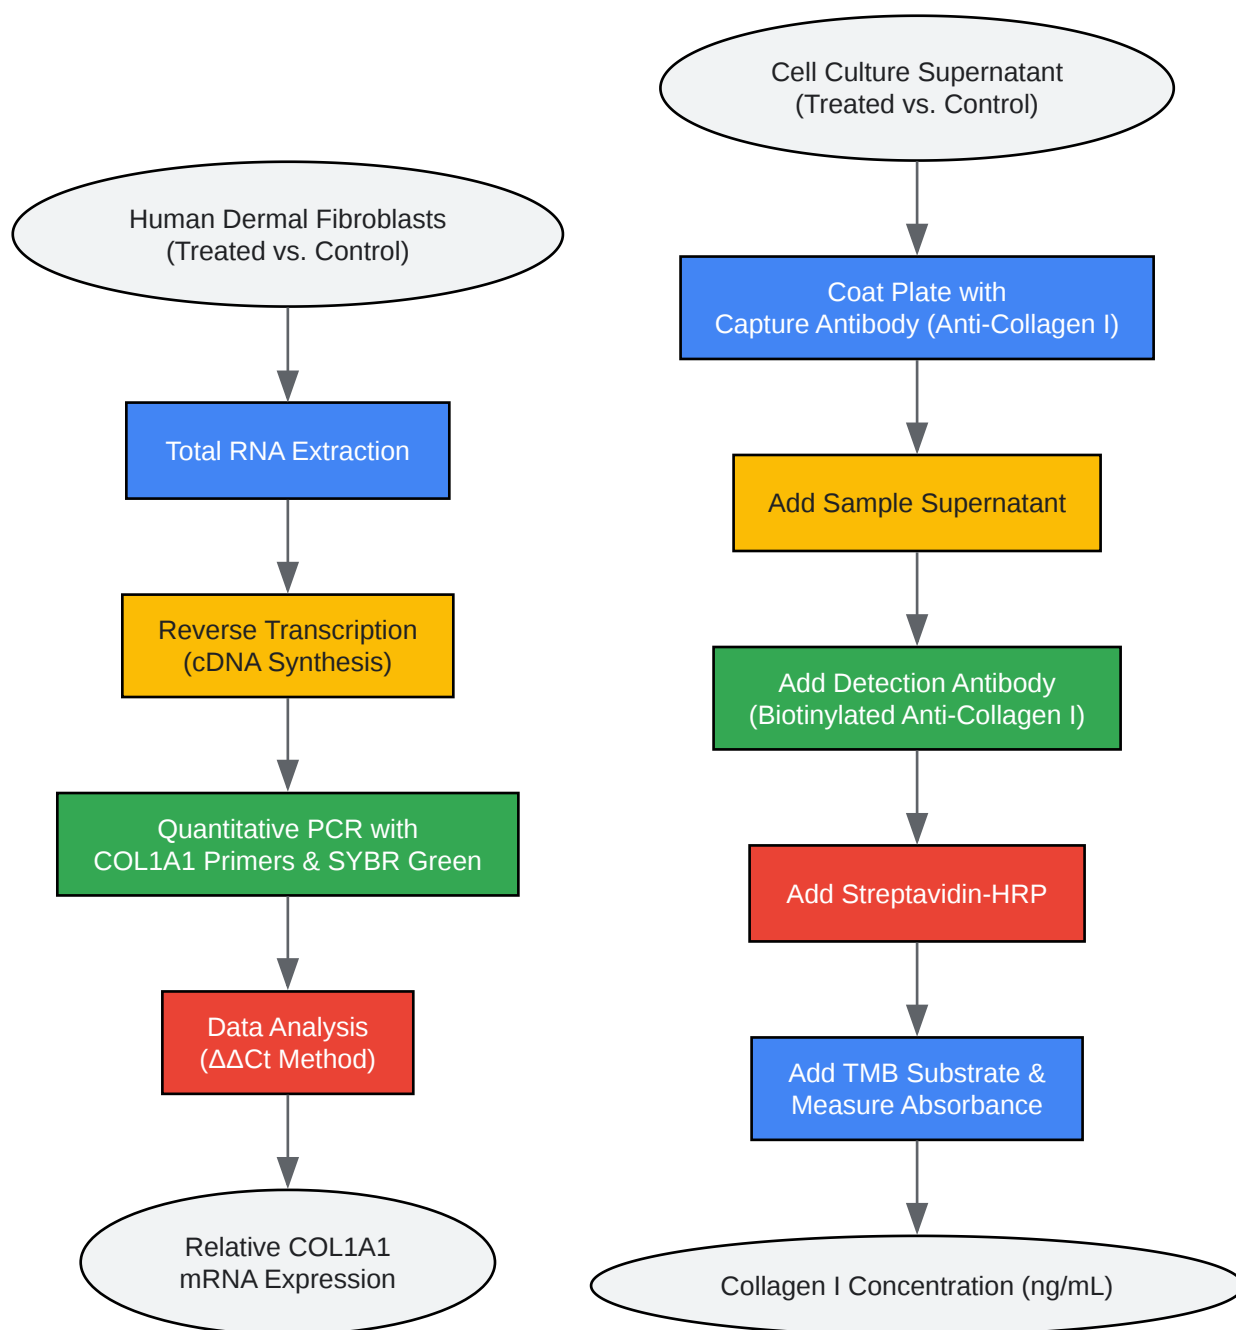 Human Dermal Fibroblasts
(Treated vs. Control)
Total RNA Extraction
Reverse Transcription
(cDNA Synthesis)
Quantitative PCR with
COL1A1 Primers & SYBR Green
Data Analysis
(ΔΔCt Method)
Relative COL1A1
mRNA Expression
Cell Culture Supernatant
(Treated vs. Control)
Coat Plate with
Capture Antibody (Anti-Collagen I)
Add Sample Supernatant
Add Detection Antibody
(Biotinylated Anti-Collagen I)
Add Streptavidin-HRP
Add TMB Substrate &
Measure Absorbance
Collagen I Concentration (ng/mL)